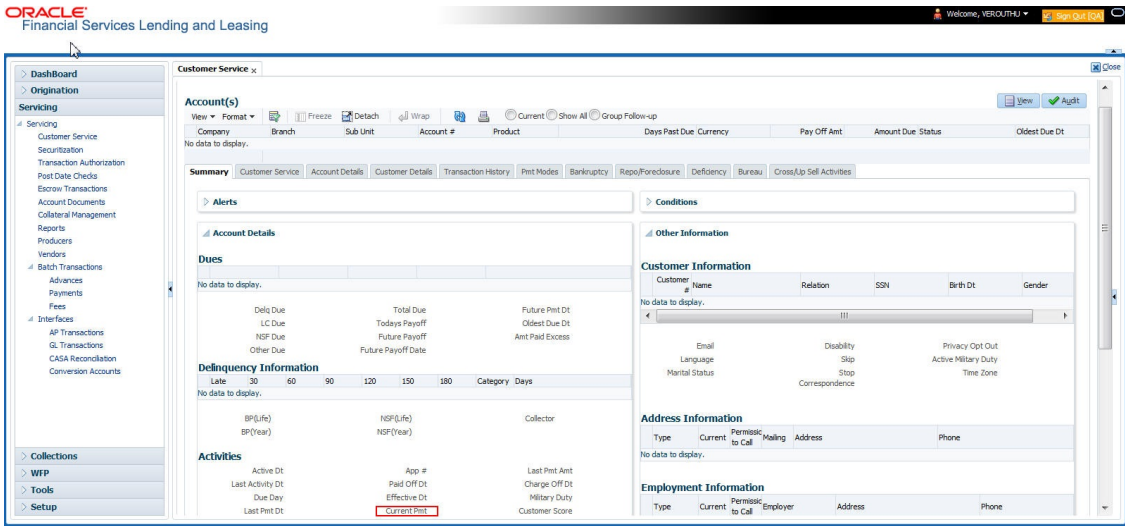 ORACLE
Financial Services Lending and Leasing
Welcome, VEROUTHU
Sign Out [QA]
Close
DashBoard
Origination
Servicing
Servicing
Customer Service
Securitization
Transaction Authorization
Post Date Checks
Escrow Transactions
Account Documents
Collateral Management
Reports
Producers
Vendors
Batch Transactions
Advances
Payments
Fees
Interfaces
AP Transactions
GL Transactions
CASA Reconciliation
Conversion Accounts
Collections
WFP
Tools
Setup
Customer Service x
Account(s)
View Audit
View Format Freeze Detach Wrap Current Show All Group Follow-up
Company Branch Sub Unit Account # Product Days Past Due Currency Pay Off Amt Amount Due Status Oldest Due Dt
No data to display.
Summary Customer Service Account Details Customer Details Transaction History Pmt Modes Bankruptcy Repo/Foreclosure Deficiency Bureau Cross/Up Sell Activities
Alerts
Account Details
Dues
No data to display.
Delq Due Total Due Future Pmt Dt
LC Due Todays Payoff Oldest Due Dt
NSF Due Future Payoff Amt Paid Excess
Other Due Future Payoff Date
Delinquency Information
Late 30 60 90 120 150 180 Category Days
No data to display.
BP(Life) NSF(Life) Collector
BP(Year) NSF(Year)
Activities
Active Dt App # Last Pmt Amt
Last Activity Dt Paid Off Dt Charge Off Dt
Due Day Effective Dt Military Duty
Last Pmt Dt Current Pmt Customer Score
Conditions
Other Information
Customer Information
Customer # Name Relation SSN Birth Dt Gender
No data to display.
Email Disability Privacy Opt Out
Language Skip Active Military Duty
Marital Status Stop Correspondence Time Zone
Address Information
Type Current Permissic to Call Mailing Address Phone
No data to display.
Employment Information
Type Current Permissic to Call Employer Address Phone